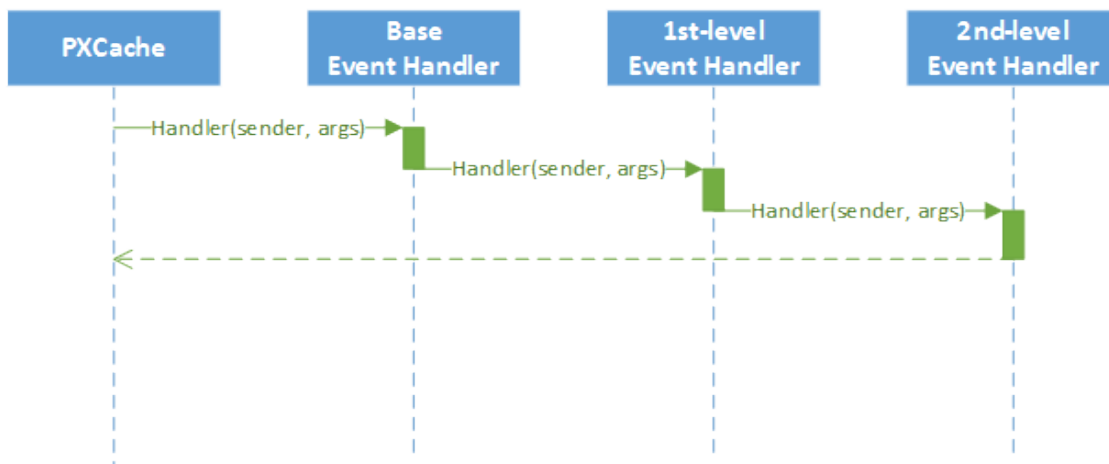 PXCache
Base
Event Handler
1st-level
Event Handler
2nd-level
Event Handler
Handler(sender, args)
Handler(sender, args)
Handler(sender, args)